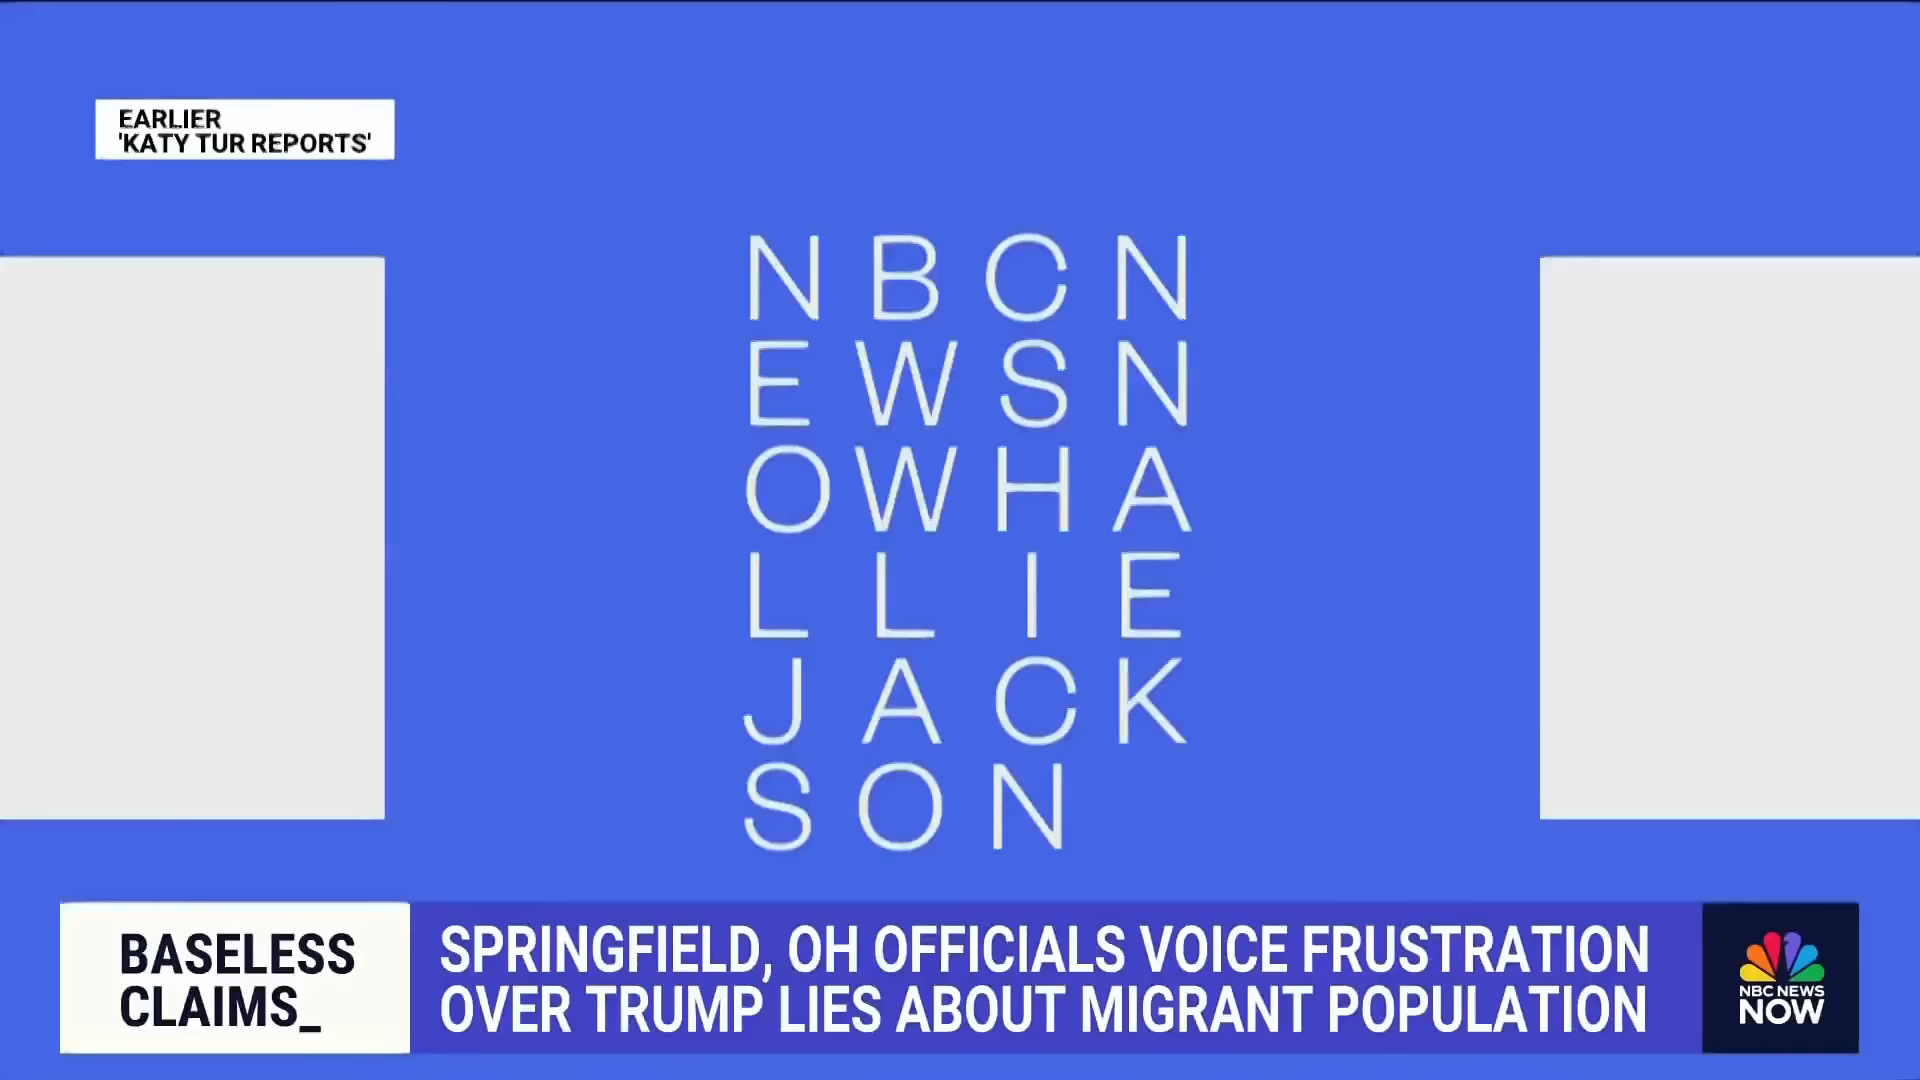 EARLIER
'KATY TUR REPORTS'
N B C N
E W S N
O W H A
L L I E
J A C K
S O N
BASELESS
CLAIMS_
SPRINGFIELD, OH OFFICIALS VOICE FRUSTRATION
OVER TRUMP LIES ABOUT MIGRANT POPULATION
NBC NEWS
NOW